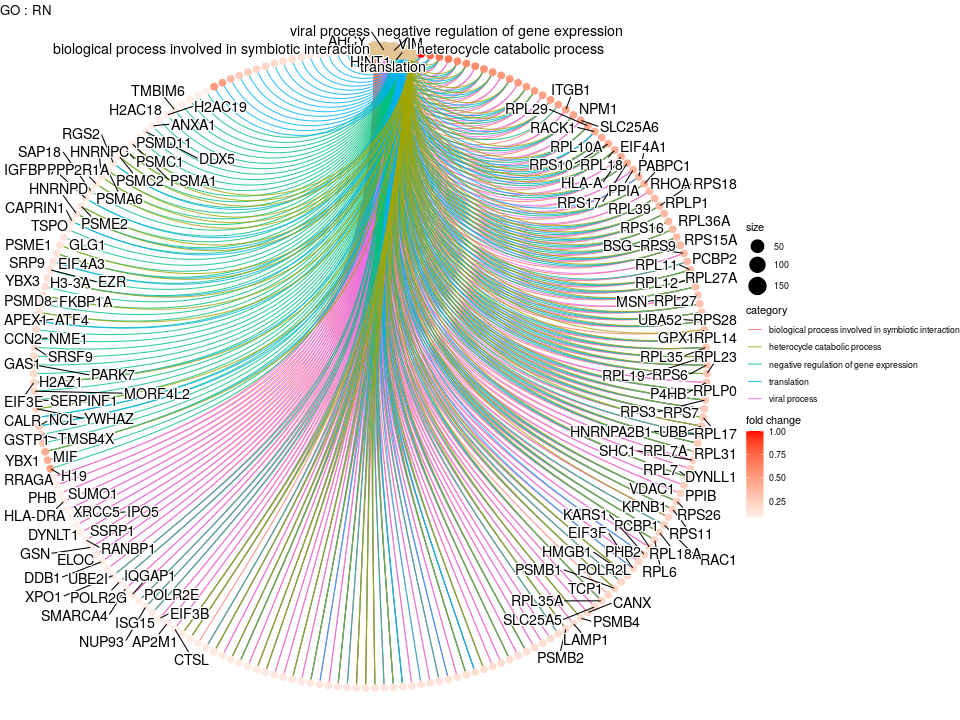 GO : RN
viral process negative regulation of gene expression
AHCY VIM
biological process involved in symbiotic interaction heterocycle catabolic process
HINT1
translation
TMBIM6
H2AC18 H2AC19
ANXA1
RGS2
PSMD11
SAP18 HNRNPC
PSMC1 DDX5
PPP2R1A
PSMC2 PSMA1
HNRNPD
PSMA6
CAPRIN1
TSPO PSME2
PSME1 GLG1
SRP9 EIF4A3
YBX3 H3-3A EZR
PSMD8 FKBP1A
APEX1 ATF4
CCN2 NME1
SRSF9
GAS1
PARK7
H2AZ1
MORF4L2
EIF3E SERPINF1
CALR NCL YWHAZ
GSTP1 TMSB4X
YBX1 MIF
RRAGA H19
PHB SUMO1
HLA-DRA XRCC5 IPO5
DYNLT1 SSRP1
GSN RANBP1
ELOC
DDB1 UBE2I IQGAP1
XPO1 POLR2G POLR2E
SMARCA4 EIF3B
ISG15
NUP93 AP2M1
CTSL
ITGB1
RPL29 NPM1
RACK1 SLC25A6
RPL10A EIF4A1
RPS10 RPL18 PABPC1
HLA-A RHOA RPS18
PPIA
RPS17 RPL39 RPLP1
RPS16 RPL36A
BSG RPS9 RPS15A
RPL11 PCBP2
RPL12 RPL27A
MSN RPL27
UBA52 RPS28
GPX1 RPL14
RPL35 RPL23
RPL19 RPS6
P4HB RPLP0
RPS3 RPS7
HNRNPA2B1 UBB RPL17
SHC1 RPL7A RPL31
RPL7 DYNLL1
VDAC1 PPIB
KPNB1
KARS1 RPS26
EIF3F PCBP1 RPS11
HMGB1 PHB2 RPL18A RAC1
PSMB1 POLR2L RPL6
TCP1
RPL35A CANX
SLC25A5 PSMB4
LAMP1
PSMB2
size
50
100
150
category
biological process involved in symbiotic interaction
heterocycle catabolic process
negative regulation of gene expression
translation
viral process
fold change
1.00
0.75
0.50
0.25